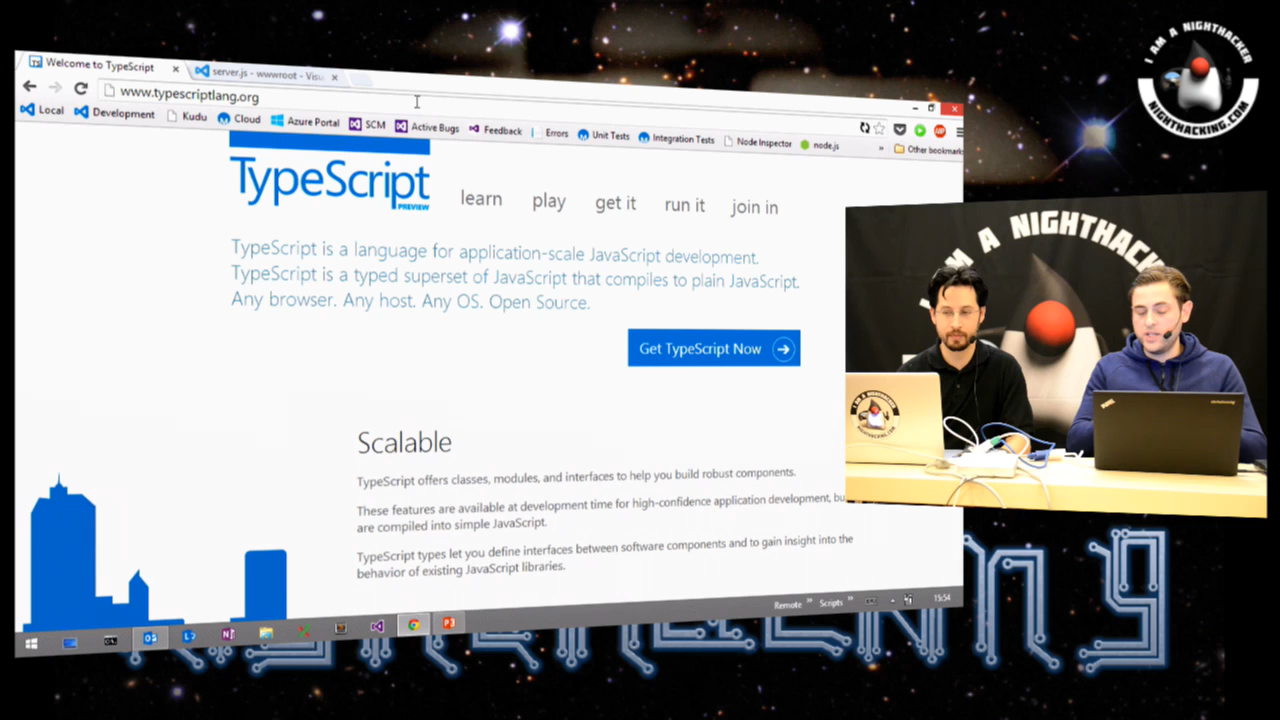 I AM A NIGHTHACKER
NIGHTHACKING.COM
Welcome to TypeScript
server.js - wwwroot - Visu
www.typescriptlang.org
Local Development Kudu Cloud Azure Portal SCM Active Bugs Feedback Errors Unit Tests Integration Tests Node Inspector node.js » Other bookmarks
TypeScript
PREVIEW
learn play get it run it join in
TypeScript is a language for application-scale JavaScript development.
TypeScript is a typed superset of JavaScript that compiles to plain JavaScript.
Any browser. Any host. Any OS. Open Source.
Get TypeScript Now
Scalable
TypeScript offers classes, modules, and interfaces to help you build robust components.
These features are available at development time for high-confidence application development, bu
are compiled into simple JavaScript.
TypeScript types let you define interfaces between software components and to gain insight into the
behavior of existing JavaScript libraries.
Remote » Scripts » 15:54
M A NIGHTHAC
I AM A NIGHTHACKER
NIGHTHACKING.COM